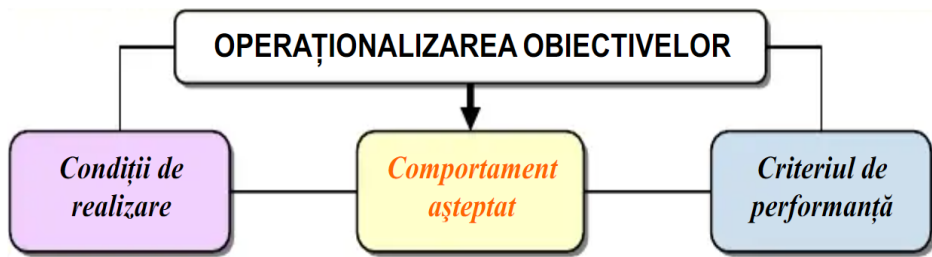 OPERAȚIONALIZAREA OBIECTIVELOR
Condiții de
realizare
Comportament
așteptat
Criteriul de
performanță